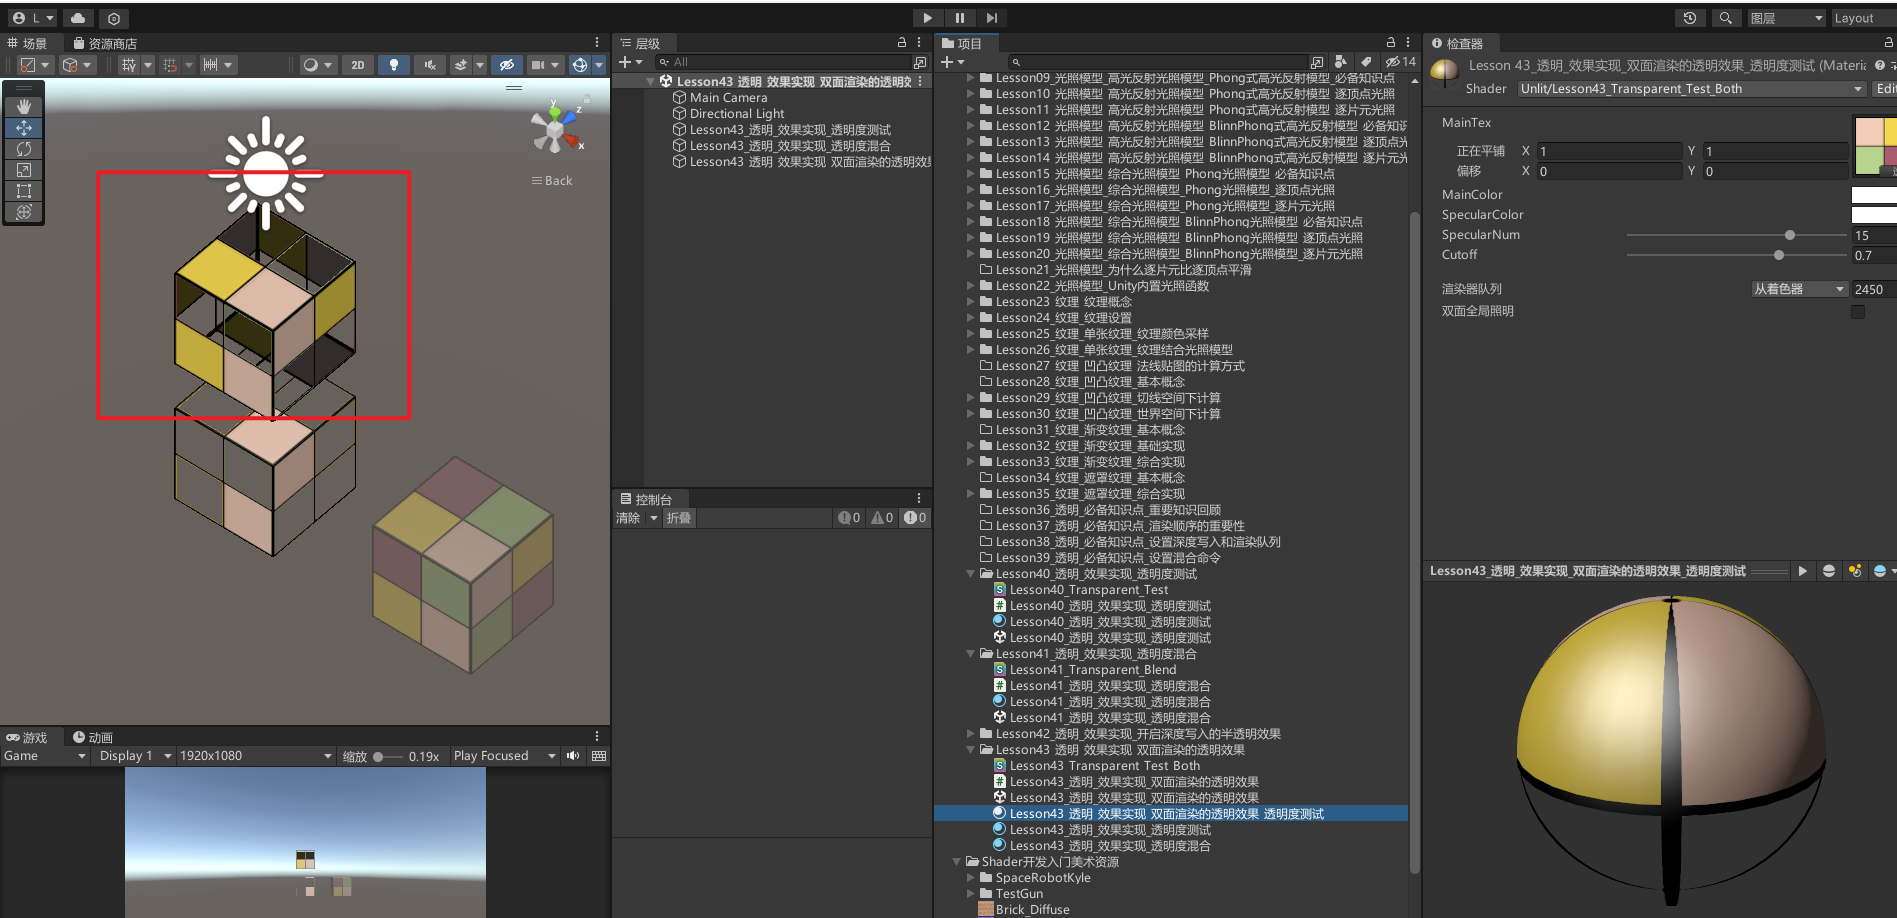 L
图层
Layout
场景
资源商店
2D
y
z
x
Back
层级
All
Lesson43_透明_效果实现_双面渲染的透明效
Main Camera
Directional Light
Lesson43_透明_效果实现_透明度测试
Lesson43_透明_效果实现_透明度混合
Lesson43_透明_效果实现_双面渲染的透明效
控制台
清除
折叠
0
0
0
游戏
动画
Game
Display 1
1920x1080
缩放
0.19x
Play Focused
项目
14
Lesson09_光照模型_高光反射光照模型_Phong式高光反射模型_必备知识点
Lesson10_光照模型_高光反射光照模型_Phong式高光反射模型_逐顶点光照
Lesson11_光照模型_高光反射光照模型_Phong式高光反射模型_逐片元光照
Lesson12_光照模型_高光反射光照模型_BlinnPhong式高光反射模型_必备知识
Lesson13_光照模型_高光反射光照模型_BlinnPhong式高光反射模型_逐顶点
Lesson14_光照模型_高光反射光照模型_BlinnPhong式高光反射模型_逐片元
Lesson15_光照模型_综合光照模型_Phong光照模型_必备知识点
Lesson16_光照模型_综合光照模型_Phong光照模型_逐顶点光照
Lesson17_光照模型_综合光照模型_Phong光照模型_逐片元光照
Lesson18_光照模型_综合光照模型_BlinnPhong光照模型_必备知识点
Lesson19_光照模型_综合光照模型_BlinnPhong光照模型_逐顶点光照
Lesson20_光照模型_综合光照模型_BlinnPhong光照模型_逐片元光照
Lesson21_光照模型_为什么逐片元比逐顶点平滑
Lesson22_光照模型_Unity内置光照函数
Lesson23_纹理_纹理概念
Lesson24_纹理_纹理设置
Lesson25_纹理_单张纹理_纹理颜色采样
Lesson26_纹理_单张纹理_纹理结合光照模型
Lesson27_纹理_凹凸纹理_法线贴图的计算方式
Lesson28_纹理_凹凸纹理_基本概念
Lesson29_纹理_凹凸纹理_切线空间下计算
Lesson30_纹理_凹凸纹理_世界空间下计算
Lesson31_纹理_渐变纹理_基本概念
Lesson32_纹理_渐变纹理_基础实现
Lesson33_纹理_渐变纹理_综合实现
Lesson34_纹理_遮罩纹理_基本概念
Lesson35_纹理_遮罩纹理_综合实现
Lesson36_透明_必备知识点_重要知识回顾
Lesson37_透明_必备知识点_渲染顺序的重要性
Lesson38_透明_必备知识点_设置深度写入和渲染队列
Lesson39_透明_必备知识点_设置混合命令
Lesson40_透明_效果实现_透明度测试
Lesson40_Transparent_Test
Lesson40_透明_效果实现_透明度测试
Lesson40_透明_效果实现_透明度测试
Lesson40_透明_效果实现_透明度测试
Lesson41_透明_效果实现_透明度混合
Lesson41_Transparent_Blend
Lesson41_透明_效果实现_透明度混合
Lesson41_透明_效果实现_透明度混合
Lesson41_透明_效果实现_透明度混合
Lesson42_透明_效果实现_开启深度写入的半透明效果
Lesson43_透明_效果实现_双面渲染的透明效果
Lesson43_Transparent_Test_Both
Lesson43_透明_效果实现_双面渲染的透明效果
Lesson43_透明_效果实现_双面渲染的透明效果
Lesson43_透明_效果实现_双面渲染的透明效果_透明度测试
Lesson43_透明_效果实现_透明度测试
Lesson43_透明_效果实现_透明度混合
Shader开发入门美术资源
SpaceRobotKyle
TestGun
Brick_Diffuse
检查器
Lesson 43_透明_效果实现_双面渲染的透明效果_透明度测试 (Materia
Shader
Unlit/Lesson43_Transparent_Test_Both
Edit
MainTex
正在平铺 X 1 Y 1
偏移 X 0 Y 0
MainColor
SpecularColor
SpecularNum 15
Cutoff 0.7
渲染器队列 从着色器 2450
双面全局照明
Lesson43_透明_效果实现_双面渲染的透明效果_透明度测试